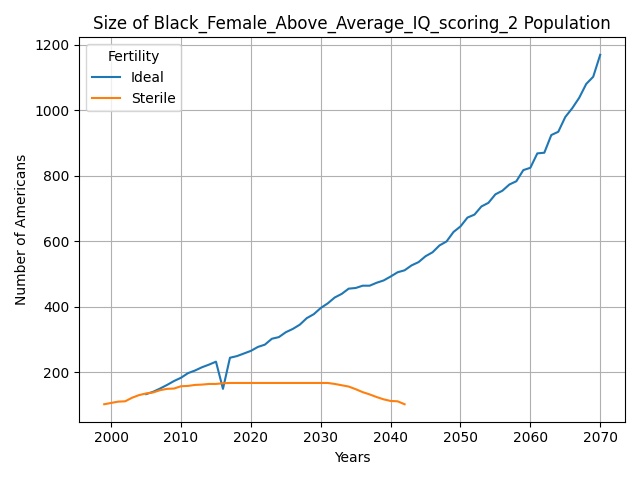 Size of Black_Female_Above_Average_IQ_scoring_2 Population
Fertility
Ideal
Sterile
Number of Americans
1200
1000
800
600
400
200
2000 2010 2020 2030 2040 2050 2060 2070
Years